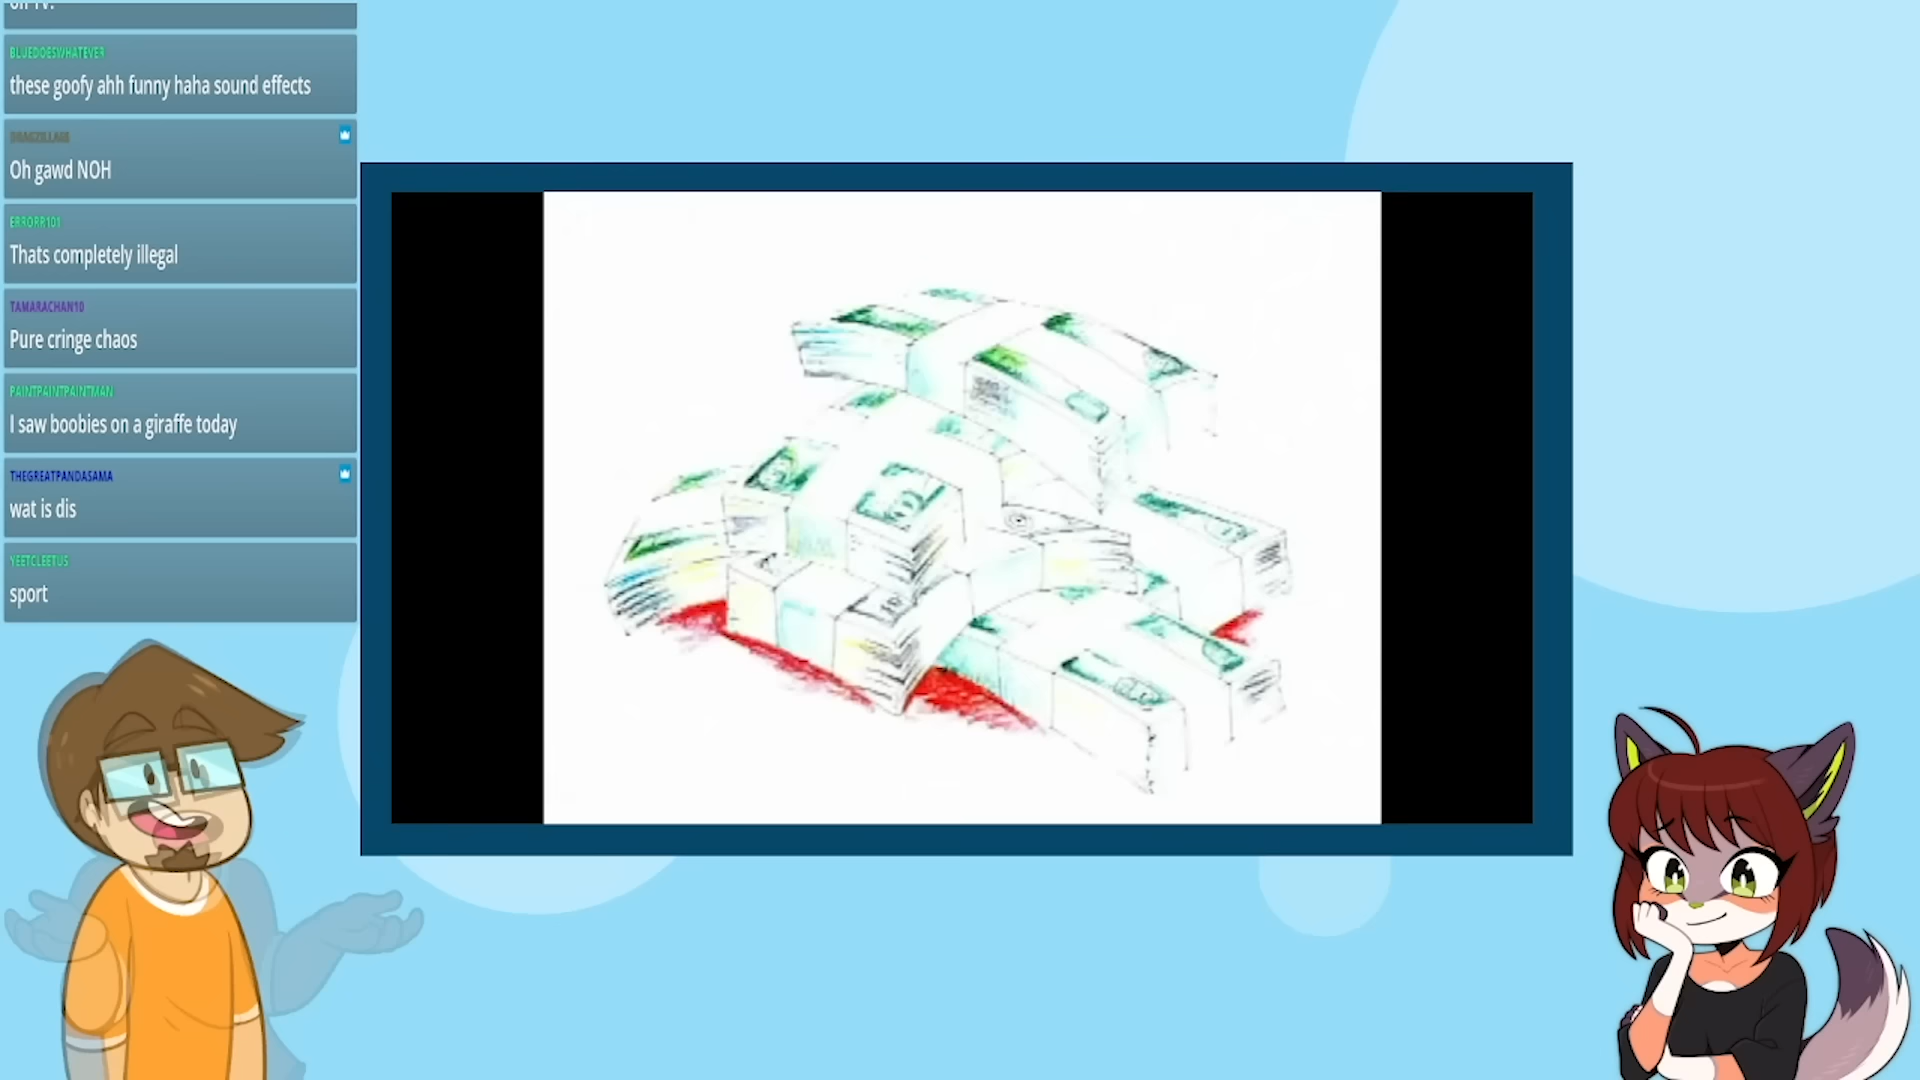 BLUEDOESWHATEVER
these goofy ahh funny haha sound effects
Oh gawd NOH
ERRORR101
Thats completely illegal
TAMARACHAN10
Pure cringe chaos
PAINTPAINTPAINTMAN
I saw boobies on a giraffe today
THEGREATPANDASAMA
wat is dis
YEETCLEETUS
sport